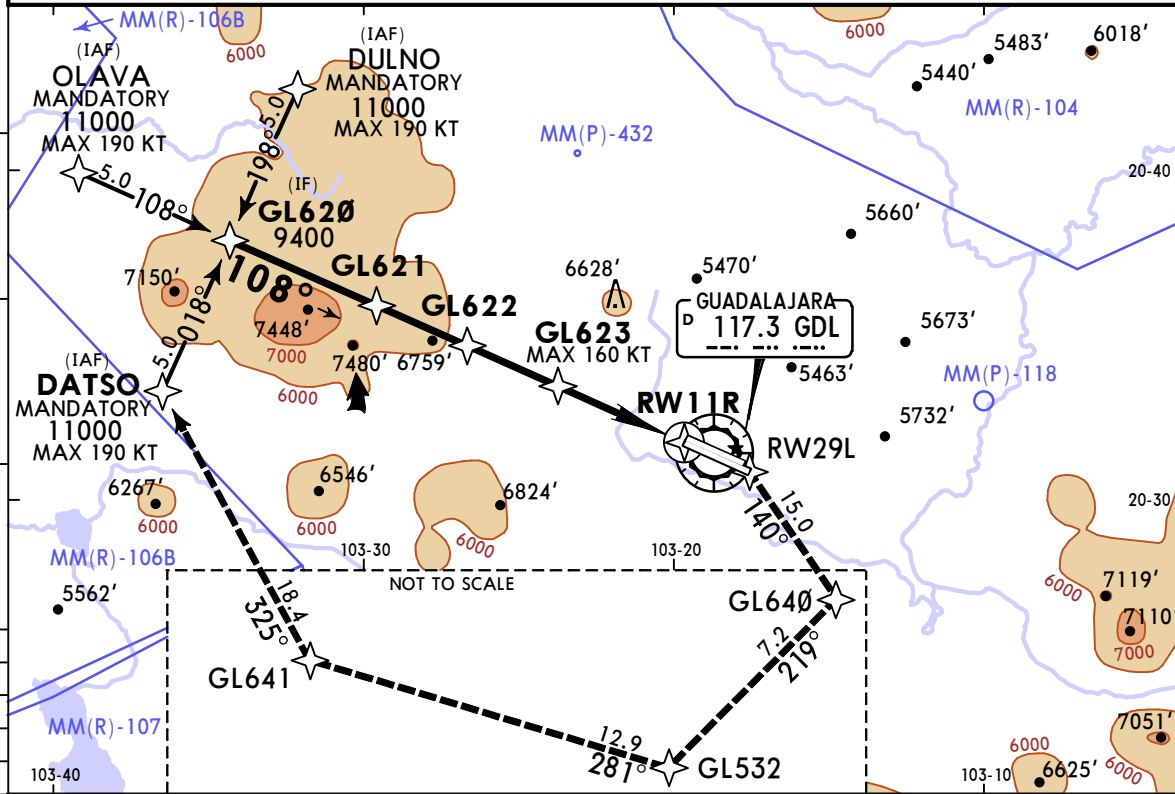 MM(R)-106B
6000
(IAF)
OLAVA
MANDATORY
11000
MAX 190 KT
(IAF)
DULNO
MANDATORY
11000
MAX 190 KT
6000
5483'
6018'
5440'
MM(R)-104
MM(P)-432
20-40
5.0
108°
198°
5.0
(IF)
GL62Ø
9400
108°
GL621
7150'
7448'
7000
7480'
6000
6759'
GL622
6628'
GL623
MAX 160 KT
5660'
5470'
GUADALAJARA
D 117.3 GDL
5673'
5463'
MM(P)-118
5732'
5.0
018°
(IAF)
DATSO
MANDATORY
11000
MAX 190 KT
RW11R
RW29L
6267'
6000
6546'
6000
6824'
6000
15.0
140°
20-30
MM(R)-106B
103-30
103-20
NOT TO SCALE
5562'
18.4
325°
GL64Ø
7.2
219°
GL641
12.9
281°
GL532
6000
7119'
7110'
7000
MM(R)-107
7051'
6000
6000
6625'
103-40
103-10